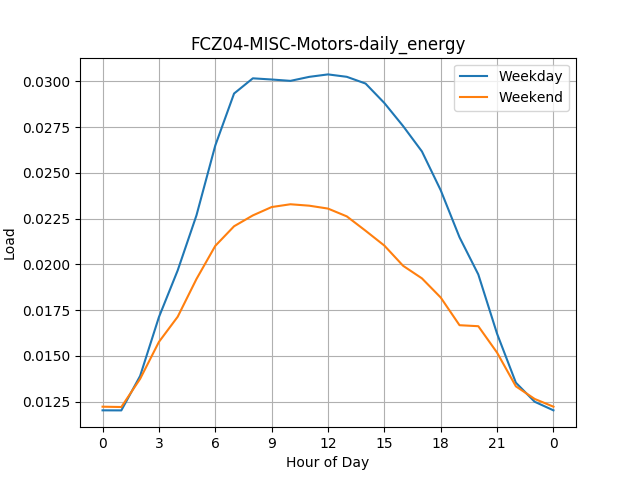 FCZ04-MISC-Motors-daily_energy
Weekday
Weekend
Load
0.0300
0.0275
0.0250
0.0225
0.0200
0.0175
0.0150
0.0125
0 3 6 9 12 15 18 21 0
Hour of Day